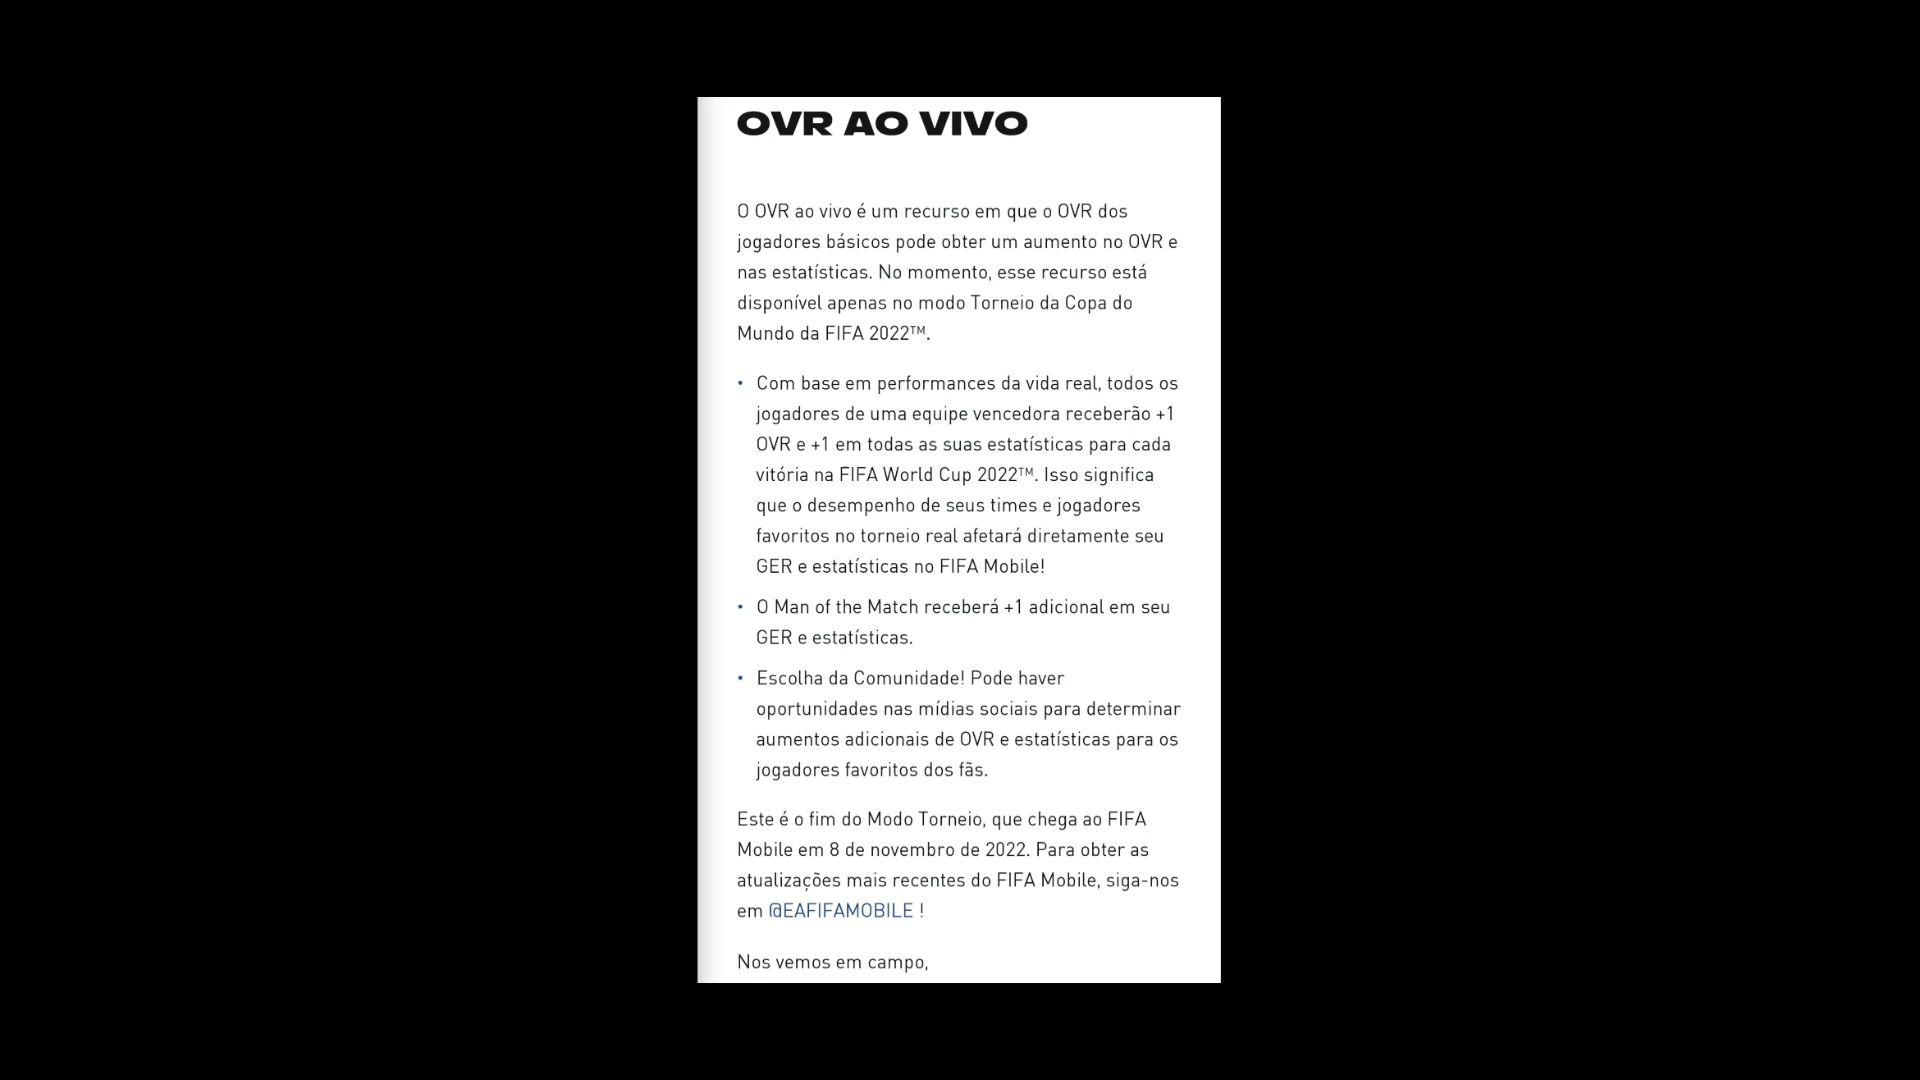 OVR AO VIVO
O OVR ao vivo é um recurso em que o OVR dos
jogadores básicos pode obter um aumento no OVR e
nas estatísticas. No momento, esse recurso está
disponível apenas no modo Torneio da Copa do
Mundo da FIFA 2022™.
• Com base em performances da vida real, todos os
jogadores de uma equipe vencedora receberão +1
OVR e +1 em todas as suas estatísticas para cada
vitória na FIFA World Cup 2022™. Isso significa
que o desempenho de seus times e jogadores
favoritos no torneio real afetará diretamente seu
GER e estatísticas no FIFA Mobile!
• O Man of the Match receberá +1 adicional em seu
GER e estatísticas.
• Escolha da Comunidade! Pode haver
oportunidades nas mídias sociais para determinar
aumentos adicionais de OVR e estatísticas para os
jogadores favoritos dos fãs.
Este é o fim do Modo Torneio, que chega ao FIFA
Mobile em 8 de novembro de 2022. Para obter as
atualizações mais recentes do FIFA Mobile, siga-nos
em @EAFIFAMOBILE !
Nos vemos em campo,